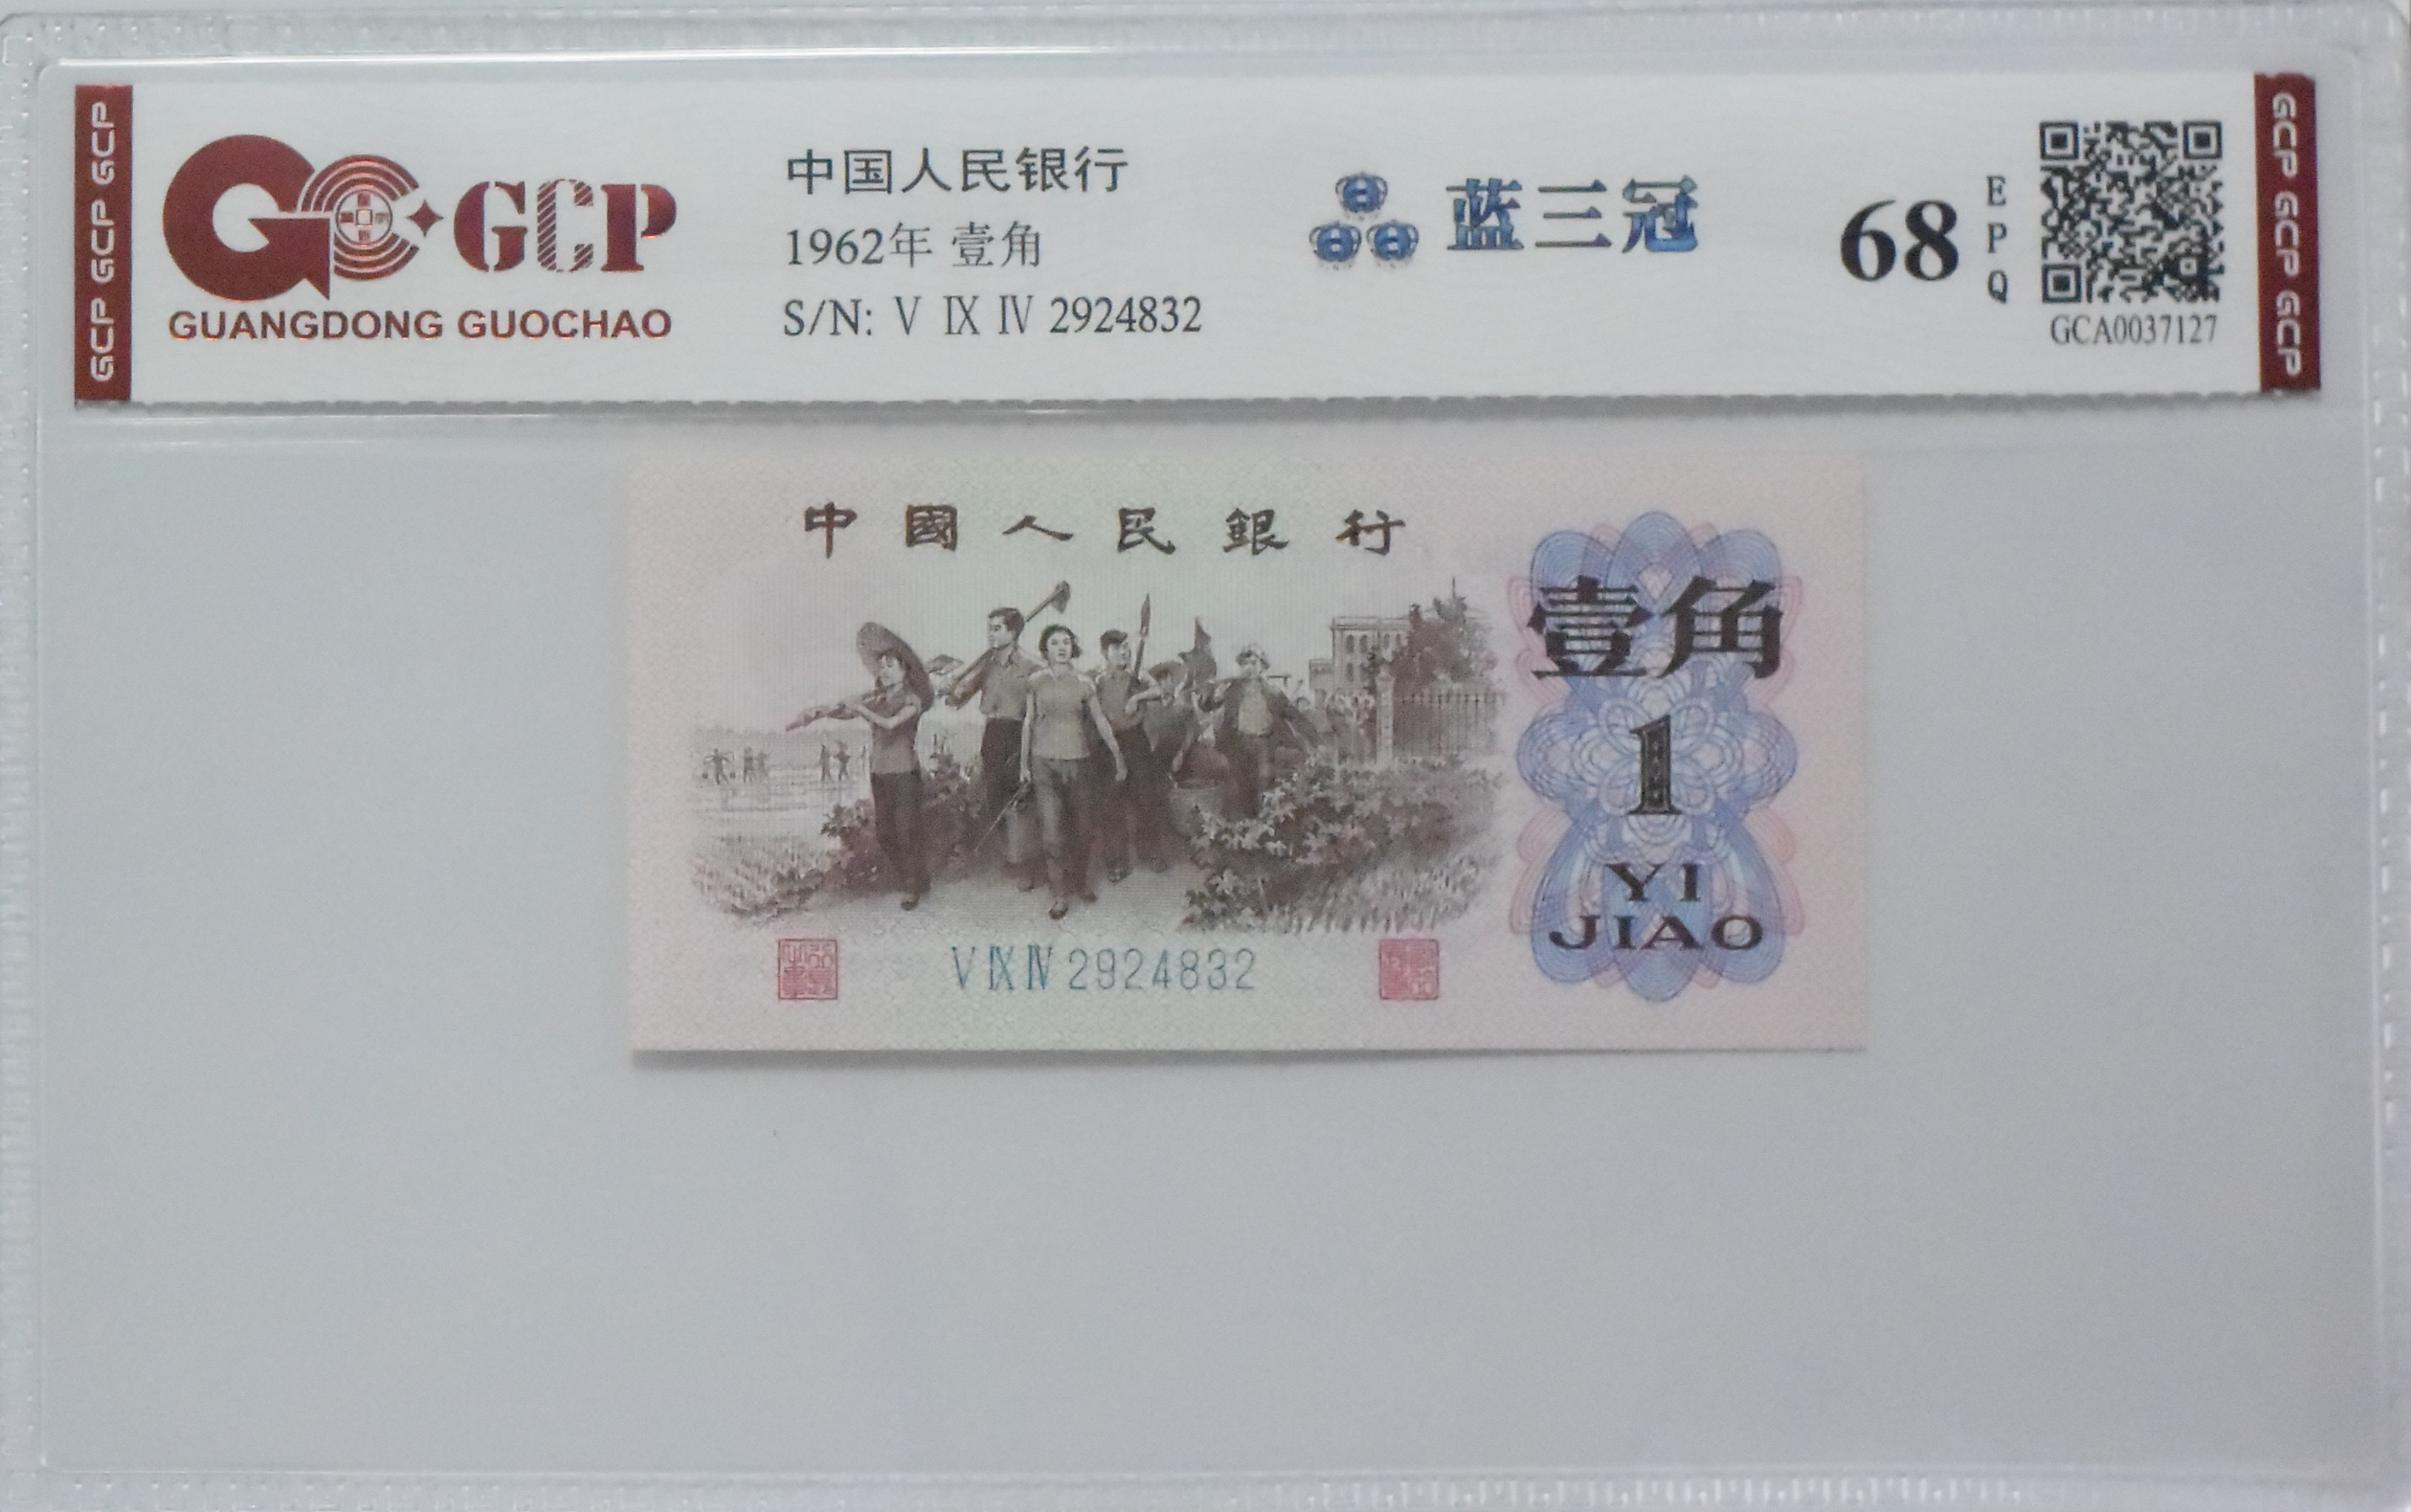 GCP GCP GCP
GCP
GUANGDONG GUOCHAO
中国人民银行
1962年 壹角
S/N: V IX IV 2924832
蓝三冠
68
EPQ
GCA0037127
GCP GCP GCP
中國人民銀行
壹角
1
YI
JIAO
V IX IV 2924832